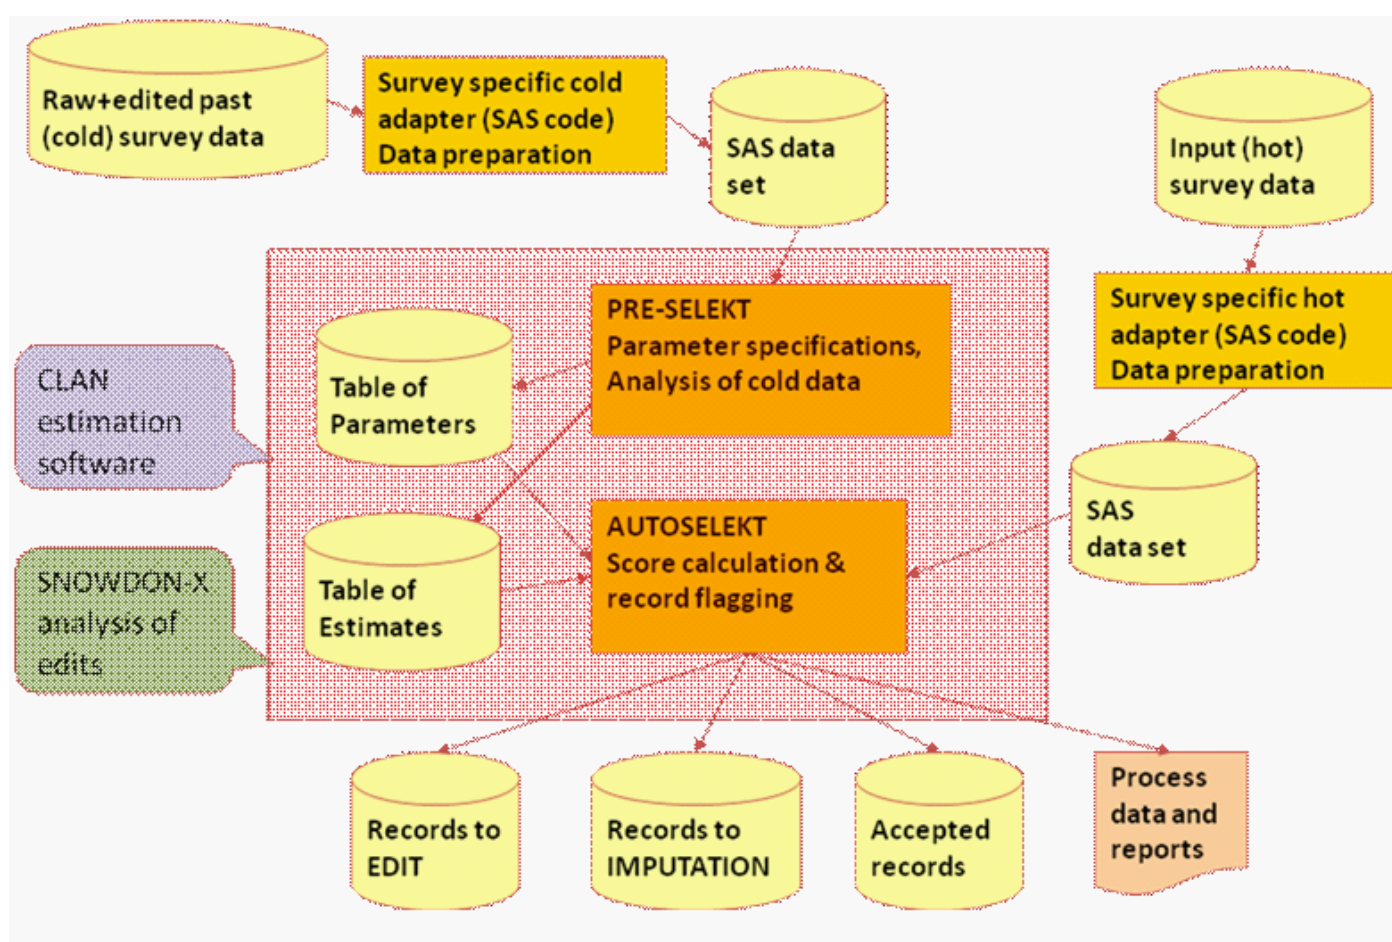 Raw+edited past
(cold) survey data
Survey specific cold
adapter (SAS code)
Data preparation
SAS data
set
Input (hot)
survey data
Survey specific hot
adapter (SAS code)
Data preparation
SAS
data set
PRE-SELEKT
Parameter specifications,
Analysis of cold data
Table of
Parameters
CLAN
estimation
software
AUTOSELEKT
Score calculation &
record flagging
Table of
Estimates
SNOWDON-X
analysis of
edits
Records to
EDIT
Records to
IMPUTATION
Accepted
records
Process
data and
reports